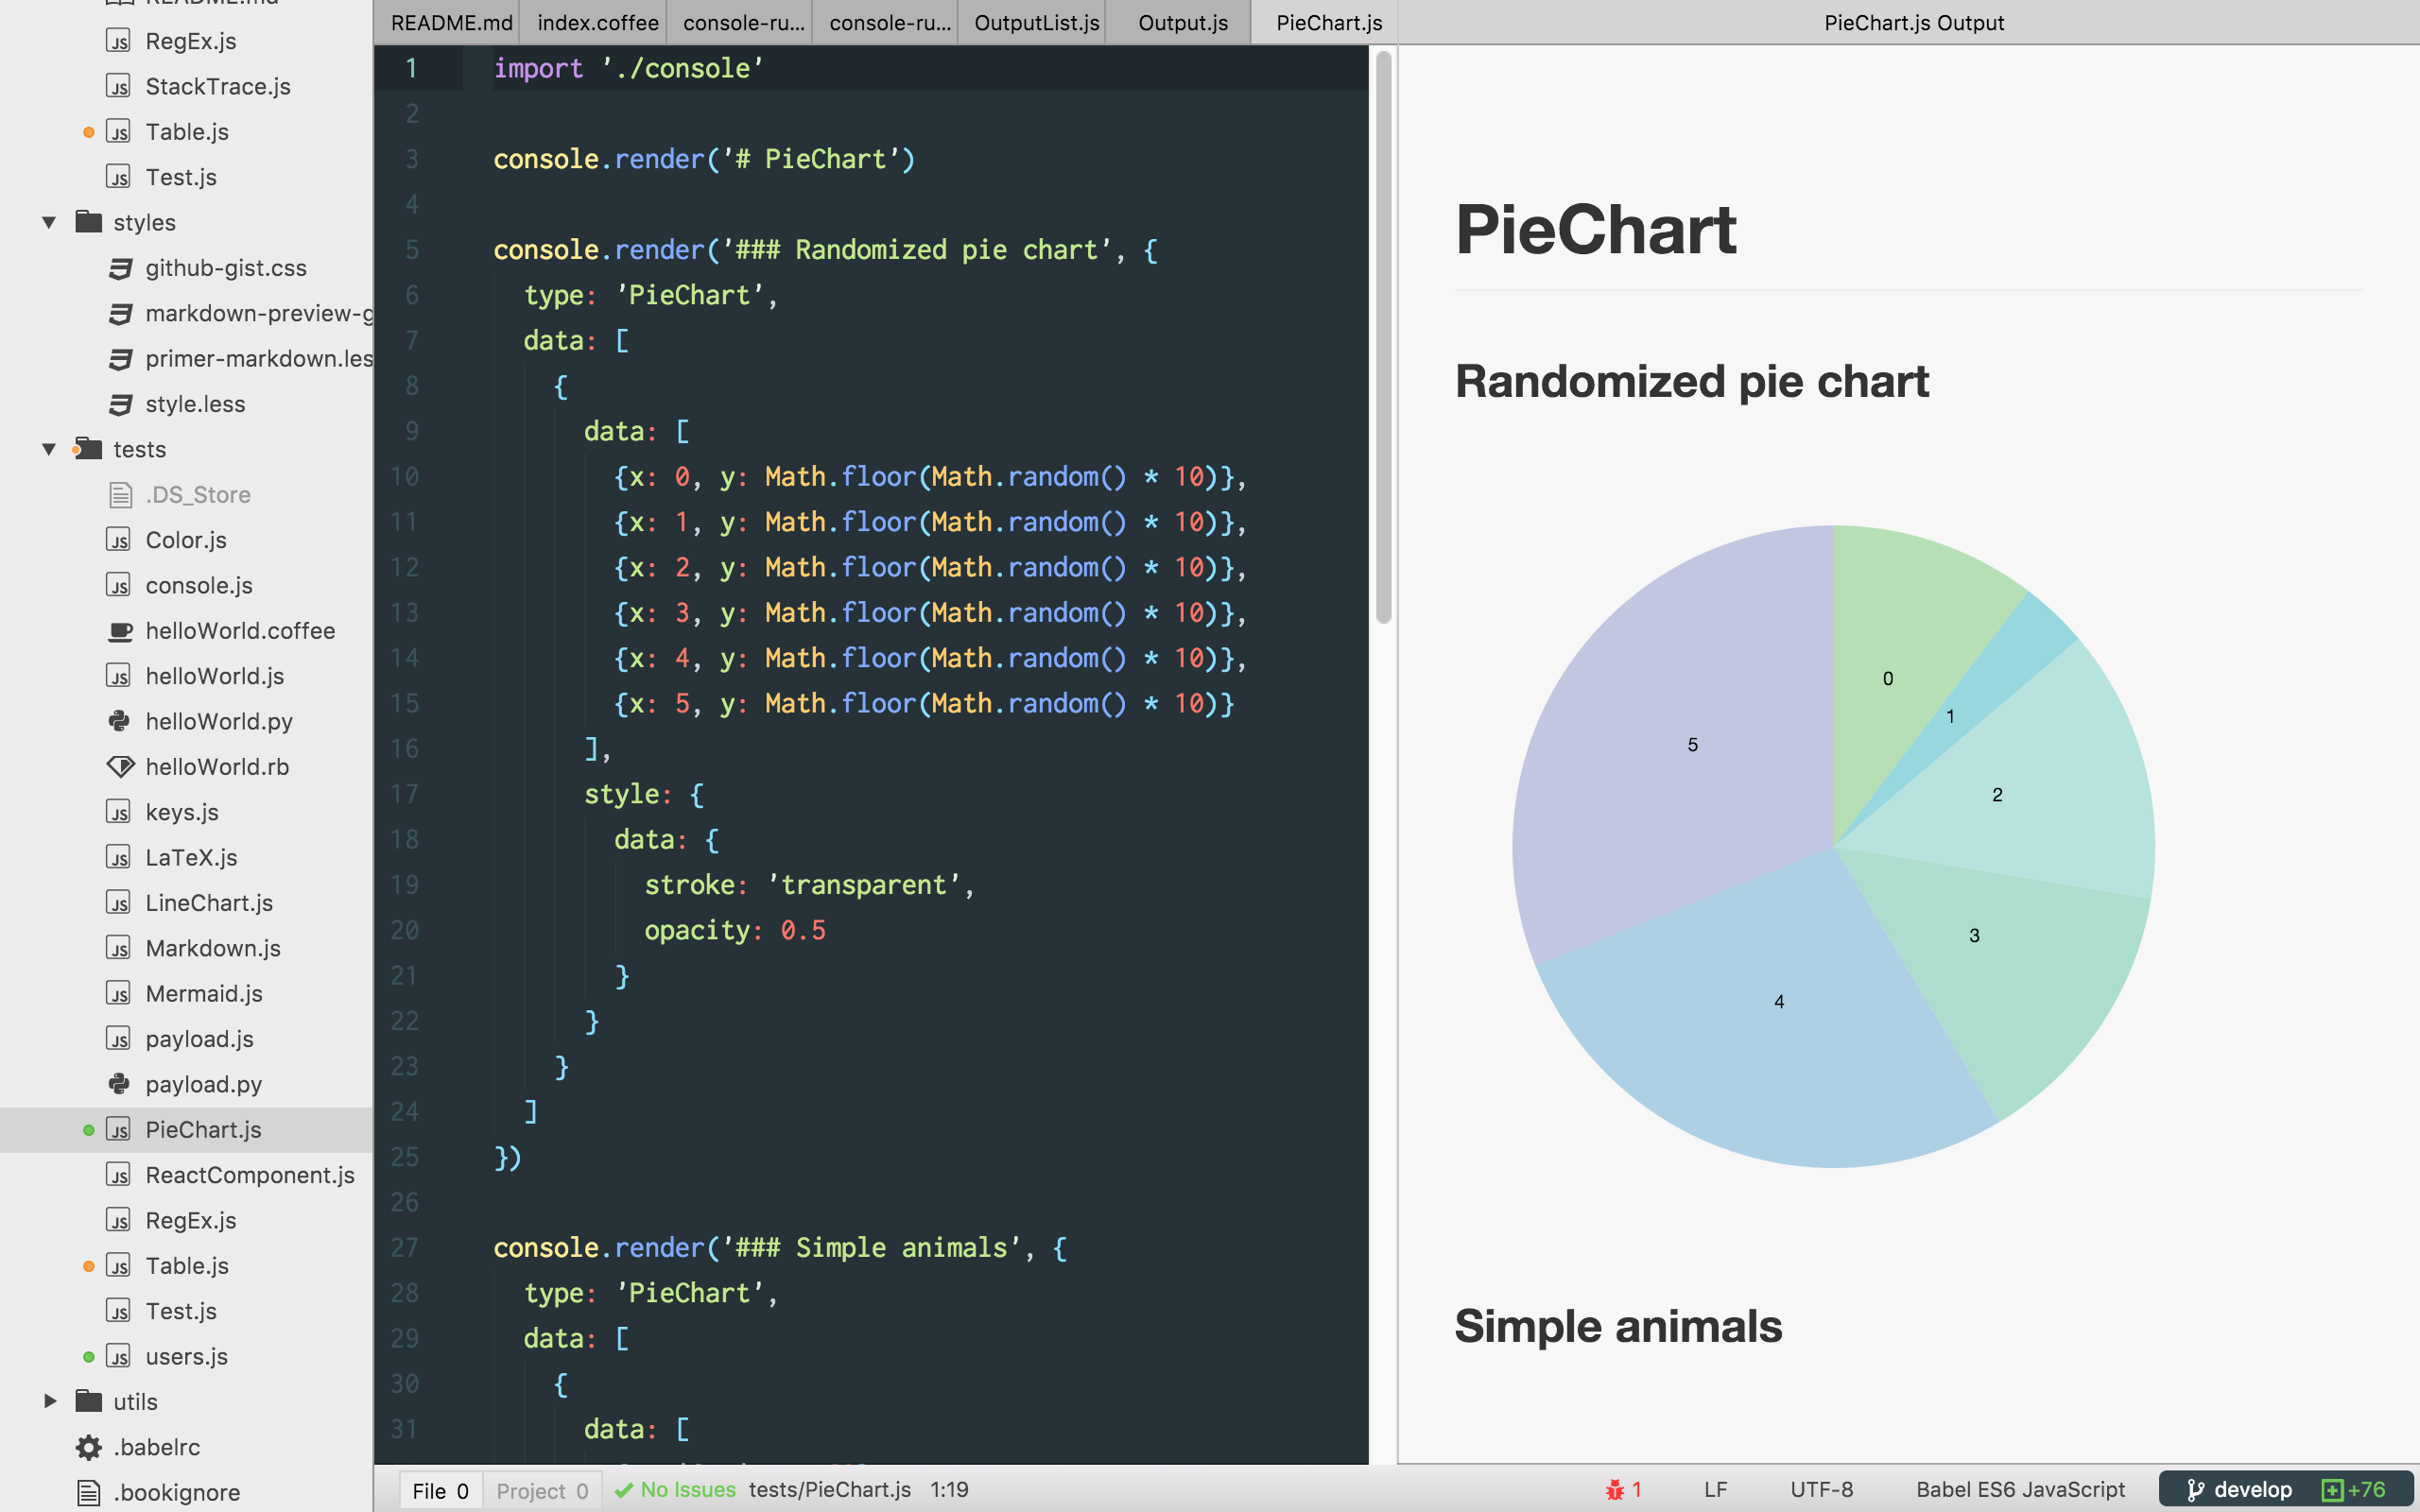 README.md
RegEx.js
StackTrace.js
Table.js
Test.js
styles
github-gist.css
markdown-preview-g
primer-markdown.les
style.less
tests
.DS_Store
Color.js
console.js
helloWorld.coffee
helloWorld.js
helloWorld.py
helloWorld.rb
keys.js
LaTeX.js
LineChart.js
Markdown.js
Mermaid.js
payload.js
payload.py
PieChart.js
ReactComponent.js
RegEx.js
Table.js
Test.js
users.js
utils
.babelrc
.bookignore
README.md index.coffee console-ru... console-ru... OutputList.js Output.js PieChart.js
1 import './console'
2
3 console.render('# PieChart')
4
5 console.render('### Randomized pie chart', {
6 type: 'PieChart',
7 data: [
8 {
9 data: [
10 {x: 0, y: Math.floor(Math.random() * 10)},
11 {x: 1, y: Math.floor(Math.random() * 10)},
12 {x: 2, y: Math.floor(Math.random() * 10)},
13 {x: 3, y: Math.floor(Math.random() * 10)},
14 {x: 4, y: Math.floor(Math.random() * 10)},
15 {x: 5, y: Math.floor(Math.random() * 10)}
16 ],
17 style: {
18 data: {
19 stroke: 'transparent',
20 opacity: 0.5
21 }
22 }
23 }
24 ]
25 })
26
27 console.render('### Simple animals', {
28 type: 'PieChart',
29 data: [
30 {
31 data: [
PieChart.js Output
PieChart
Randomized pie chart
0
1
5
2
3
4
Simple animals
File 0 Project 0 No Issues tests/PieChart.js 1:19 1 LF UTF-8 Babel ES6 JavaScript develop +76